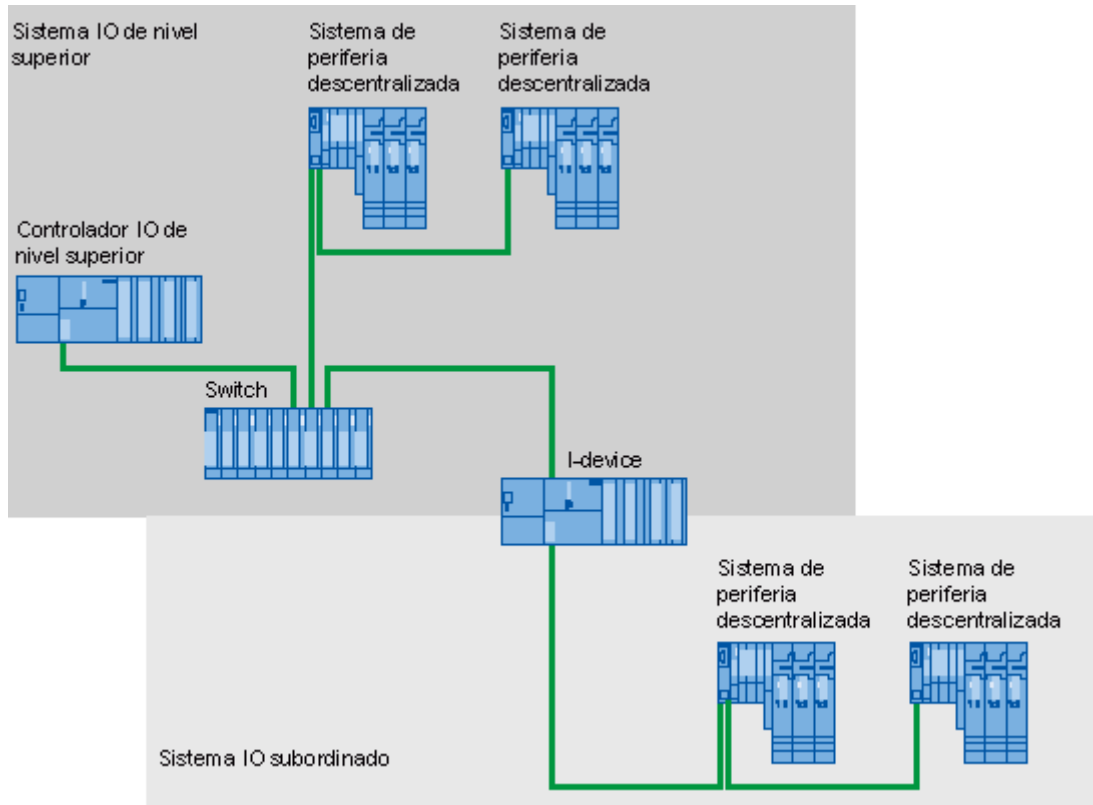 Sistema IO de nivel
superior
Sistema de
periferia
descentralizada
Sistema de
periferia
descentralizada
Controlador IO de
nivel superior
Switch
I-device
Sistema de
periferia
descentralizada
Sistema de
periferia
descentralizada
Sistema IO subordinado